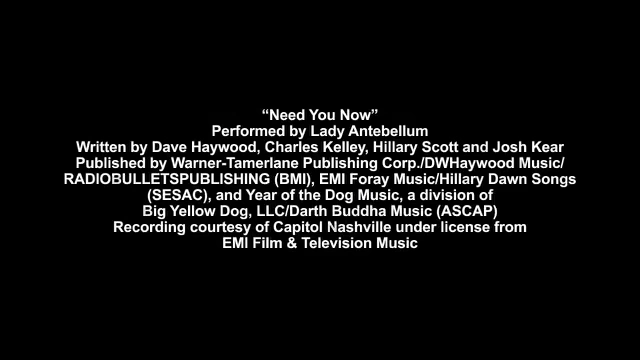 “Need You Now”
Performed by Lady Antebellum
Written by Dave Haywood, Charles Kelley, Hillary Scott and Josh Kear
Published by Warner-Tamerlane Publishing Corp./DWHaywood Music/
RADIOBULLETSPUBLISHING (BMI), EMI Foray Music/Hillary Dawn Songs
(SESAC), and Year of the Dog Music, a division of
Big Yellow Dog, LLC/Darth Buddha Music (ASCAP)
Recording courtesy of Capitol Nashville under license from
EMI Film & Television Music